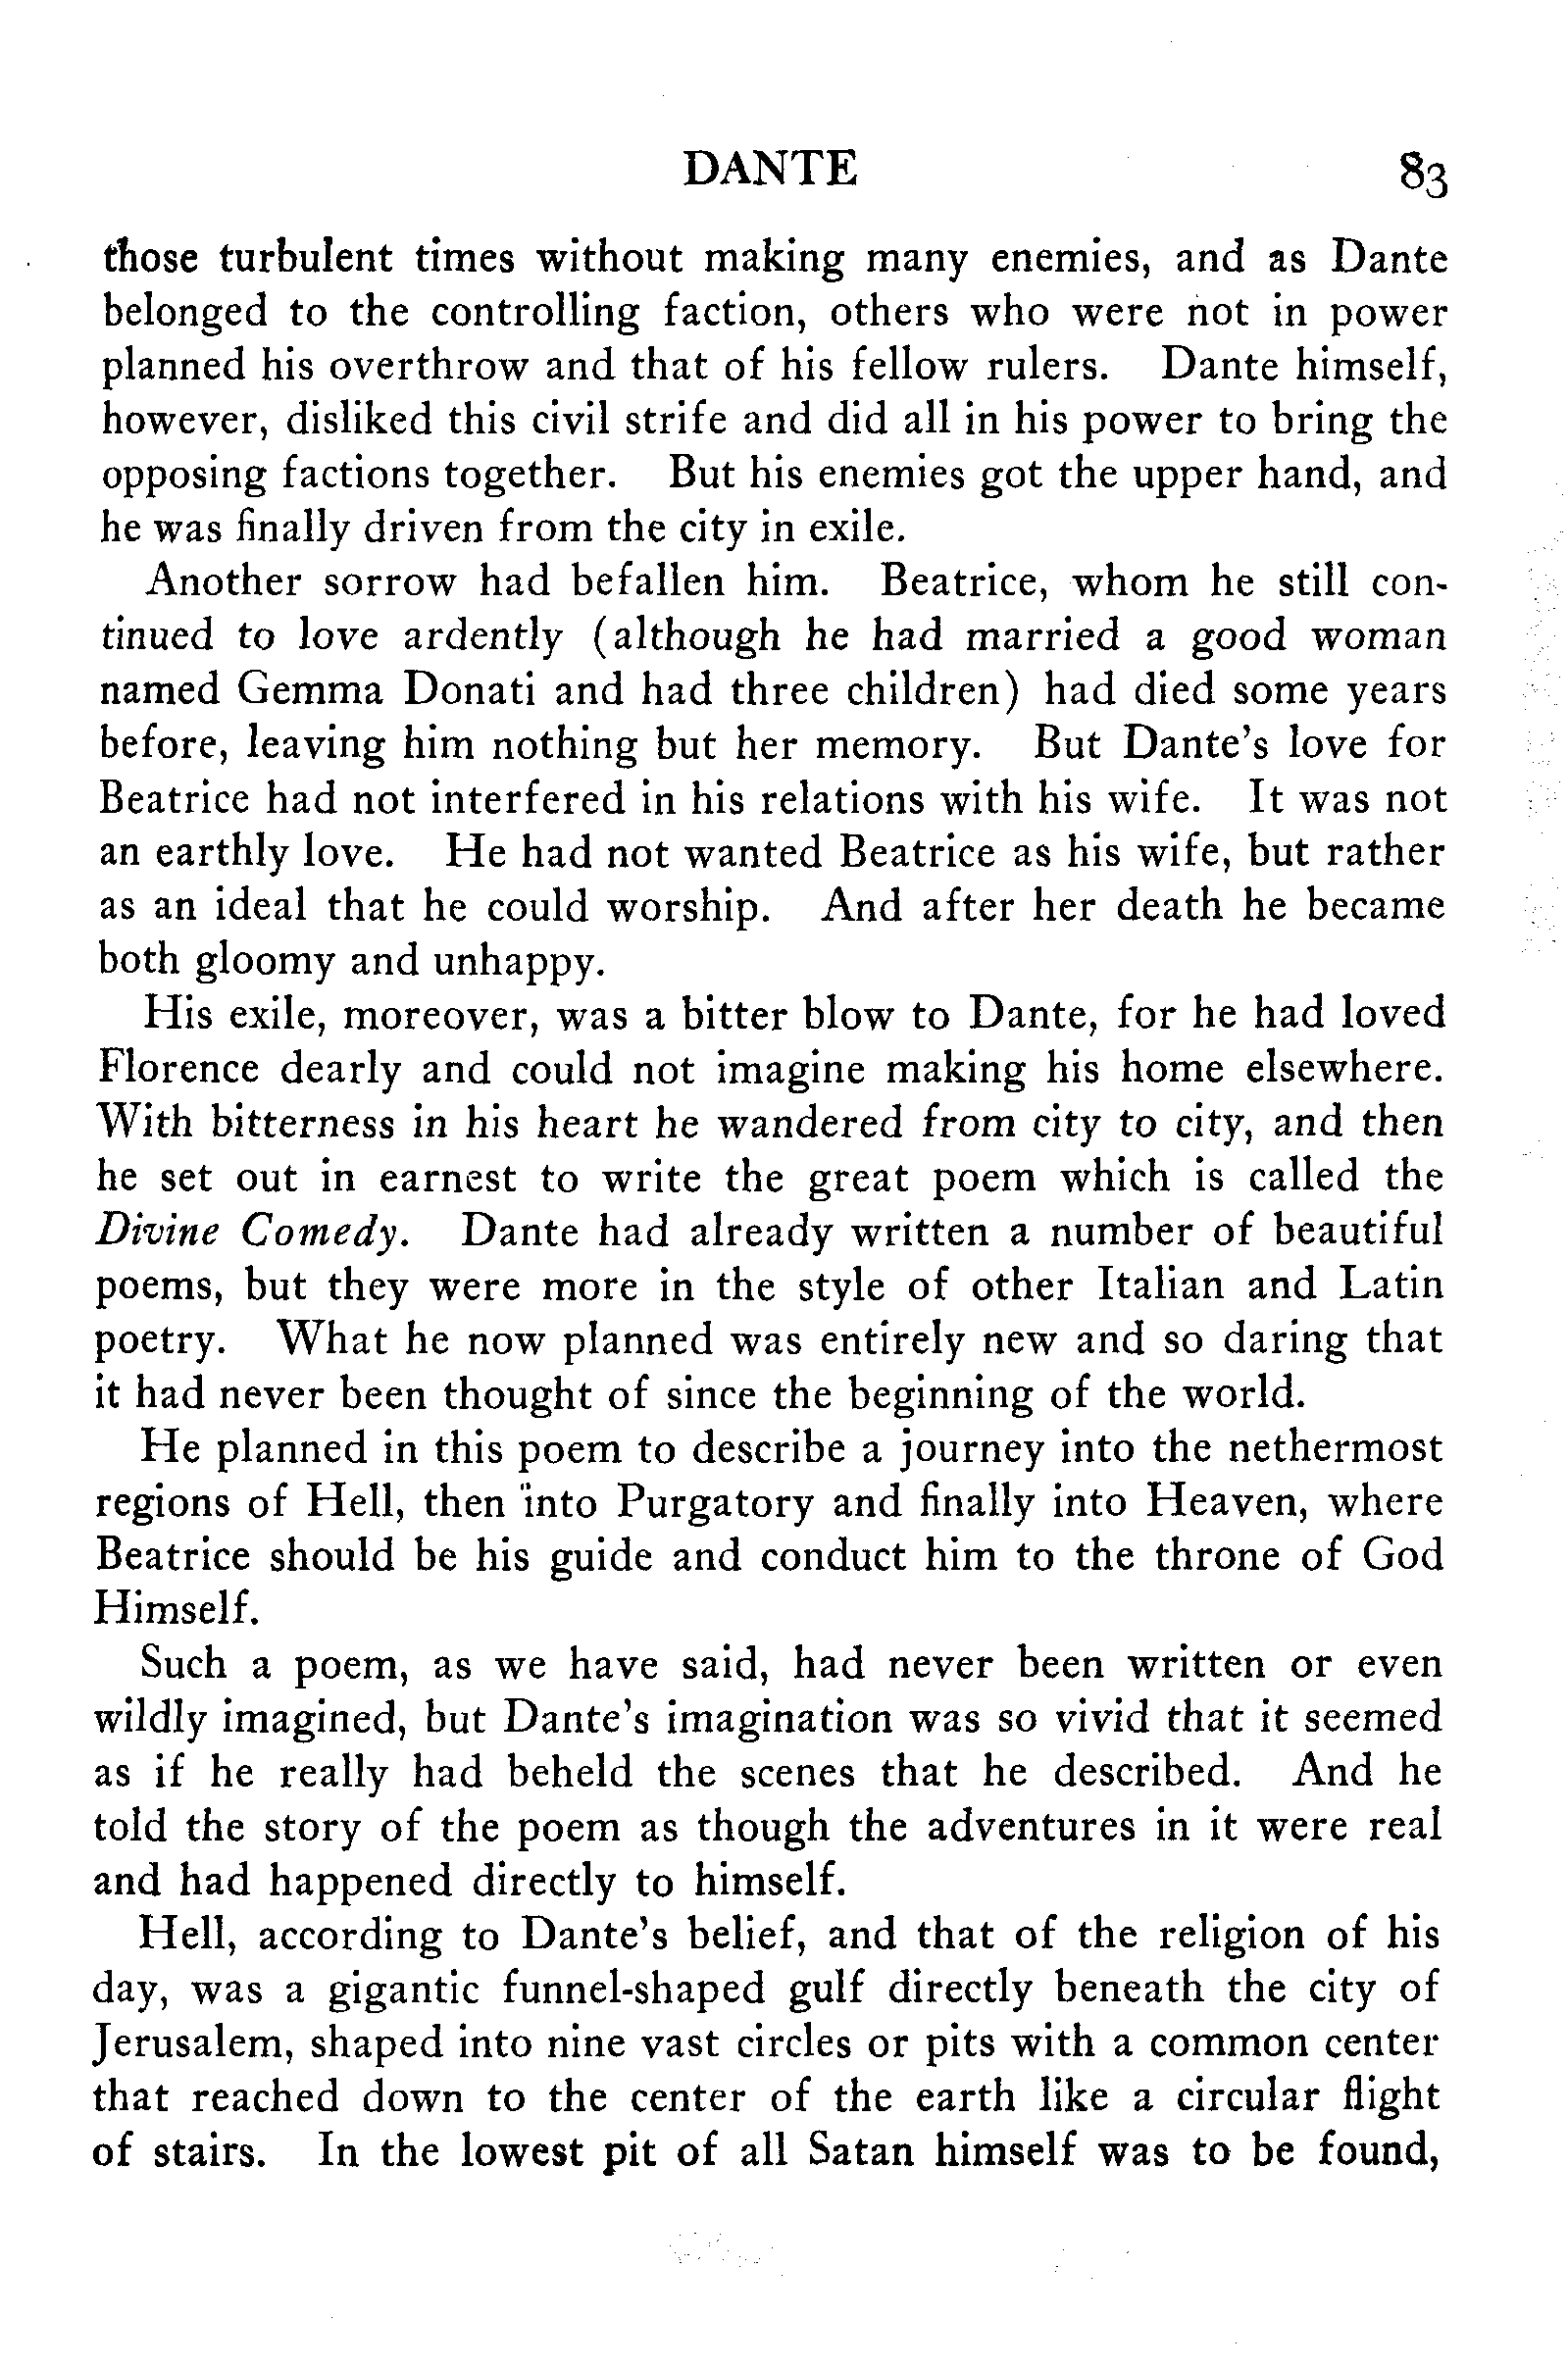 DANTE 83
those turbulent times without making many enemies, and as Dante
belonged to the controlling faction, others who were not in power
planned his overthrow and that of his fellow rulers. Dante himself,
however, disliked this civil strife and did all in his power to bring the
opposing factions together. But his enemies got the upper hand, and
he was finally driven from the city in exile.
Another sorrow had befallen him. Beatrice, whom he still con-
tinued to love ardently (although he had married a good woman
named Gemma Donati and had three children) had died some years
before, leaving him nothing but her memory. But Dante's love for
Beatrice had not interfered in his relations with his wife. It was not
an earthly love. He had not wanted Beatrice as his wife, but rather
as an ideal that he could worship. And after her death he became
both gloomy and unhappy.
His exile, moreover, was a bitter blow to Dante, for he had loved
Florence dearly and could not imagine making his home elsewhere.
With bitterness in his heart he wandered from city to city, and then
he set out in earnest to write the great poem which is called the
Divine Comedy. Dante had already written a number of beautiful
poems, but they were more in the style of other Italian and Latin
poetry. What he now planned was entirely new and so daring that
it had never been thought of since the beginning of the world.
He planned in this poem to describe a journey into the nethermost
regions of Hell, then into Purgatory and finally into Heaven, where
Beatrice should be his guide and conduct him to the throne of God
Himself.
Such a poem, as we have said, had never been written or even
wildly imagined, but Dante's imagination was so vivid that it seemed
as if he really had beheld the scenes that he described. And he
told the story of the poem as though the adventures in it were real
and had happened directly to himself.
Hell, according to Dante's belief, and that of the religion of his
day, was a gigantic funnel-shaped gulf directly beneath the city of
Jerusalem, shaped into nine vast circles or pits with a common center
that reached down to the center of the earth like a circular flight
of stairs. In the lowest pit of all Satan himself was to be found,